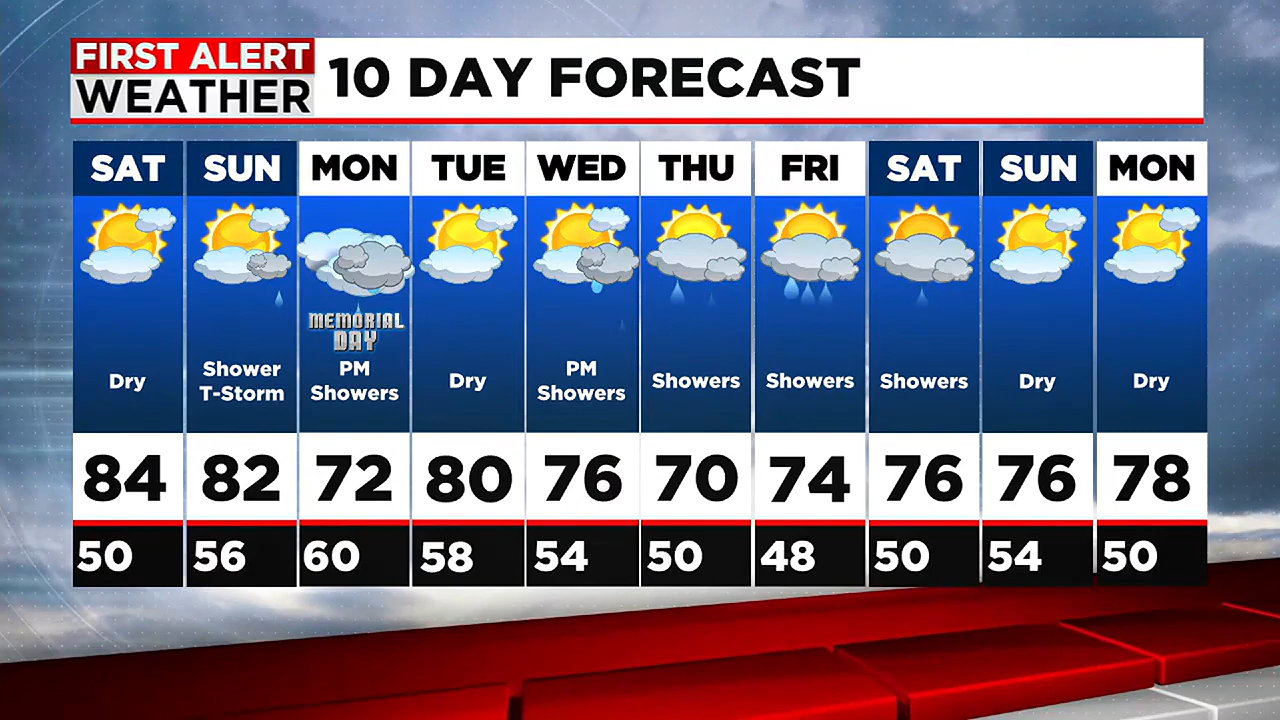 FIRST ALERT
WEATHER
10 DAY FORECAST
SAT SUN MON TUE WED THU FRI SAT SUN MON
MEMORIAL
DAY
Dry
Shower
T-Storm
PM
Showers
Dry
PM
Showers
Showers
Showers
Showers
Dry
Dry
84 82 72 80 76 70 74 76 76 78
50 56 60 58 54 50 48 50 54 50